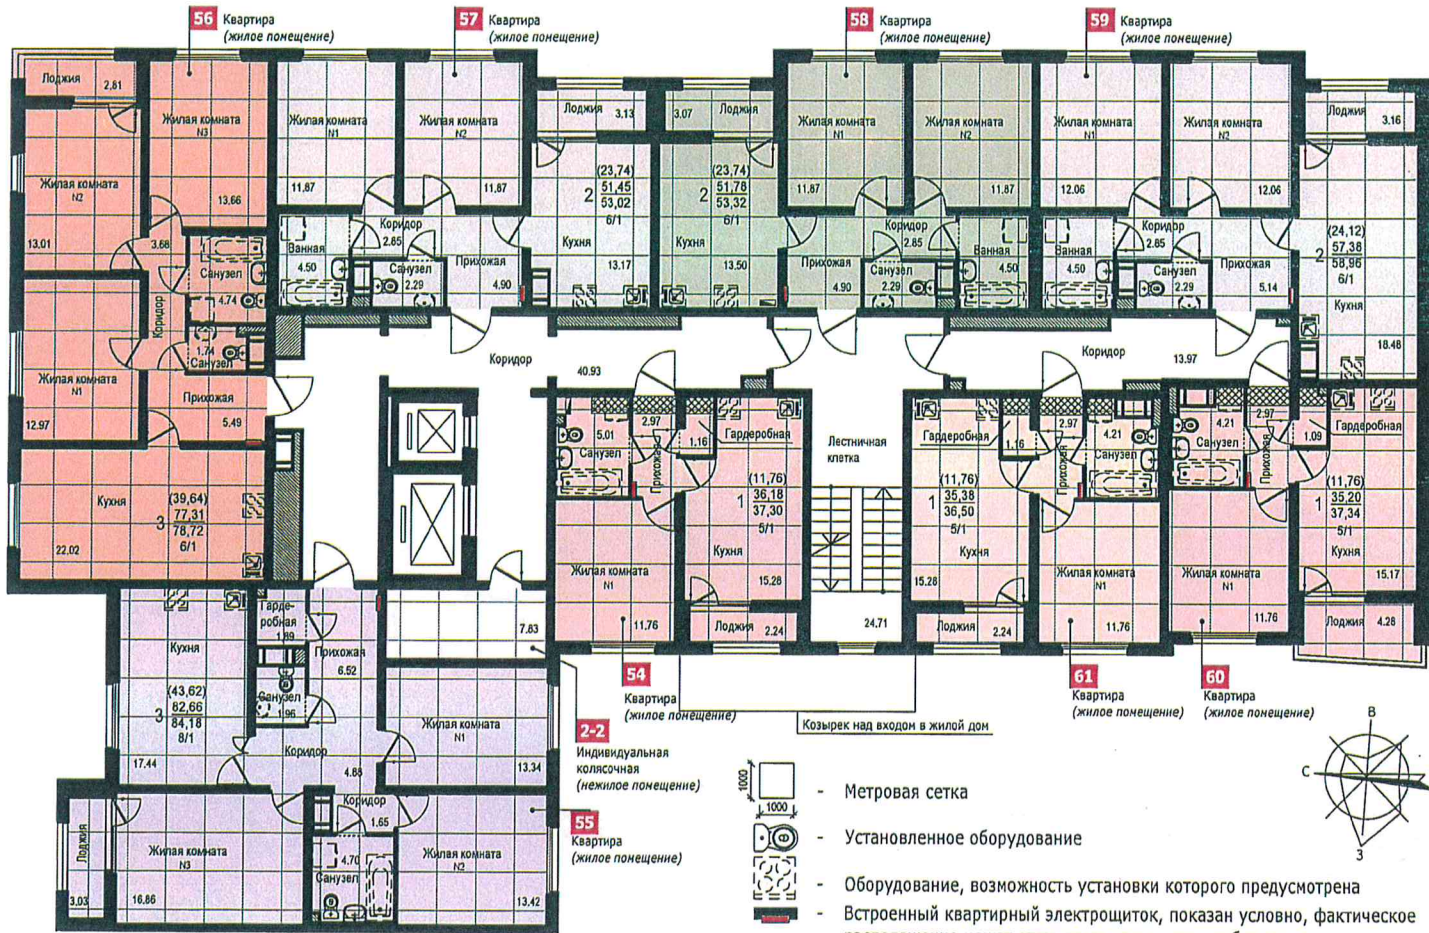 56 Квартира
(жилое помещение)
57 Квартира
(жилое помещение)
58 Квартира
(жилое помещение)
59 Квартира
(жилое помещение)
Лоджия
2.81
Жилая комната
N2
13.01
Жилая комната
N3
13.66
3.68
Санузел
4.74
Коридор
1.74
Санузел
Жилая комната
N1
12.97
Прихожая
5.49
Кухня
(39,64)
3 77,31
78,72
6/1
22.02
Жилая комната
N1
11.87
Жилая комната
N2
11.87
Лоджия 3.13
(23,74)
2 51,45
53,02
6/1
Кухня
13.17
Ванная
4.50
Коридор
2.85
Санузел
2.29
Прихожая
4.90
3.07 Лоджия
(23,74)
2 51,78
53,32
6/1
Кухня
13.50
Жилая комната
N1
11.87
Жилая комната
N2
11.87
Коридор
2.85
Прихожая
4.90
Санузел
2.29
Ванная
4.50
Жилая комната
N1
12.06
Жилая комната
N2
12.06
Лоджия 3.16
(24,12)
2 57,38
58,96
6/1
Кухня
18.48
Ванная
4.50
Коридор
2.85
Санузел
2.29
Прихожая
5.14
Коридор
40.93
Коридор
13.97
5.01
Санузел
2.97
Прихожая
1.16
Гардеробная
(11,76)
1 36,18
37,30
5/1
Кухня
15.28
Жилая комната
N1
11.76
Лоджия 2.24
Лестничная
клетка
24.71
Гардеробная
1.16
2.97
Прихожая
4.21
Санузел
(11,76)
1 35,38
36,50
5/1
Кухня
15.28
Жилая комната
N1
11.76
Лоджия
2.24
4.21
Санузел
2.97
Прихожая
1.09
Гардеробная
(11,76)
1 35,20
37,34
5/1
Кухня
15.17
Жилая комната
N1
11.76
Лоджия 4.28
Гарде-
робная
1.89
Прихожая
6.52
7.63
Кухня
(43,62)
3 82,66
84,18
8/1
17.44
Санузел
1.96
Коридор
4.88
Жилая комната
N1
13.34
Коридор
1.65
4.70
Санузел
Жилая комната
N2
13.42
Жилая комната
N3
16.86
Лоджия
3.03
54
Квартира
(жилое помещение)
61
Квартира
(жилое помещение)
60
Квартира
(жилое помещение)
Козырек над входом в жилой дом
2-2
Индивидуальная
колясочная
(нежилое помещение)
55
Квартира
(жилое помещение)
1000
1000
- Метровая сетка
- Установленное оборудование
- Оборудование, возможность установки которого предусмотрена
- Встроенный квартирный электрощиток, показан условно, фактическое
В
С
З